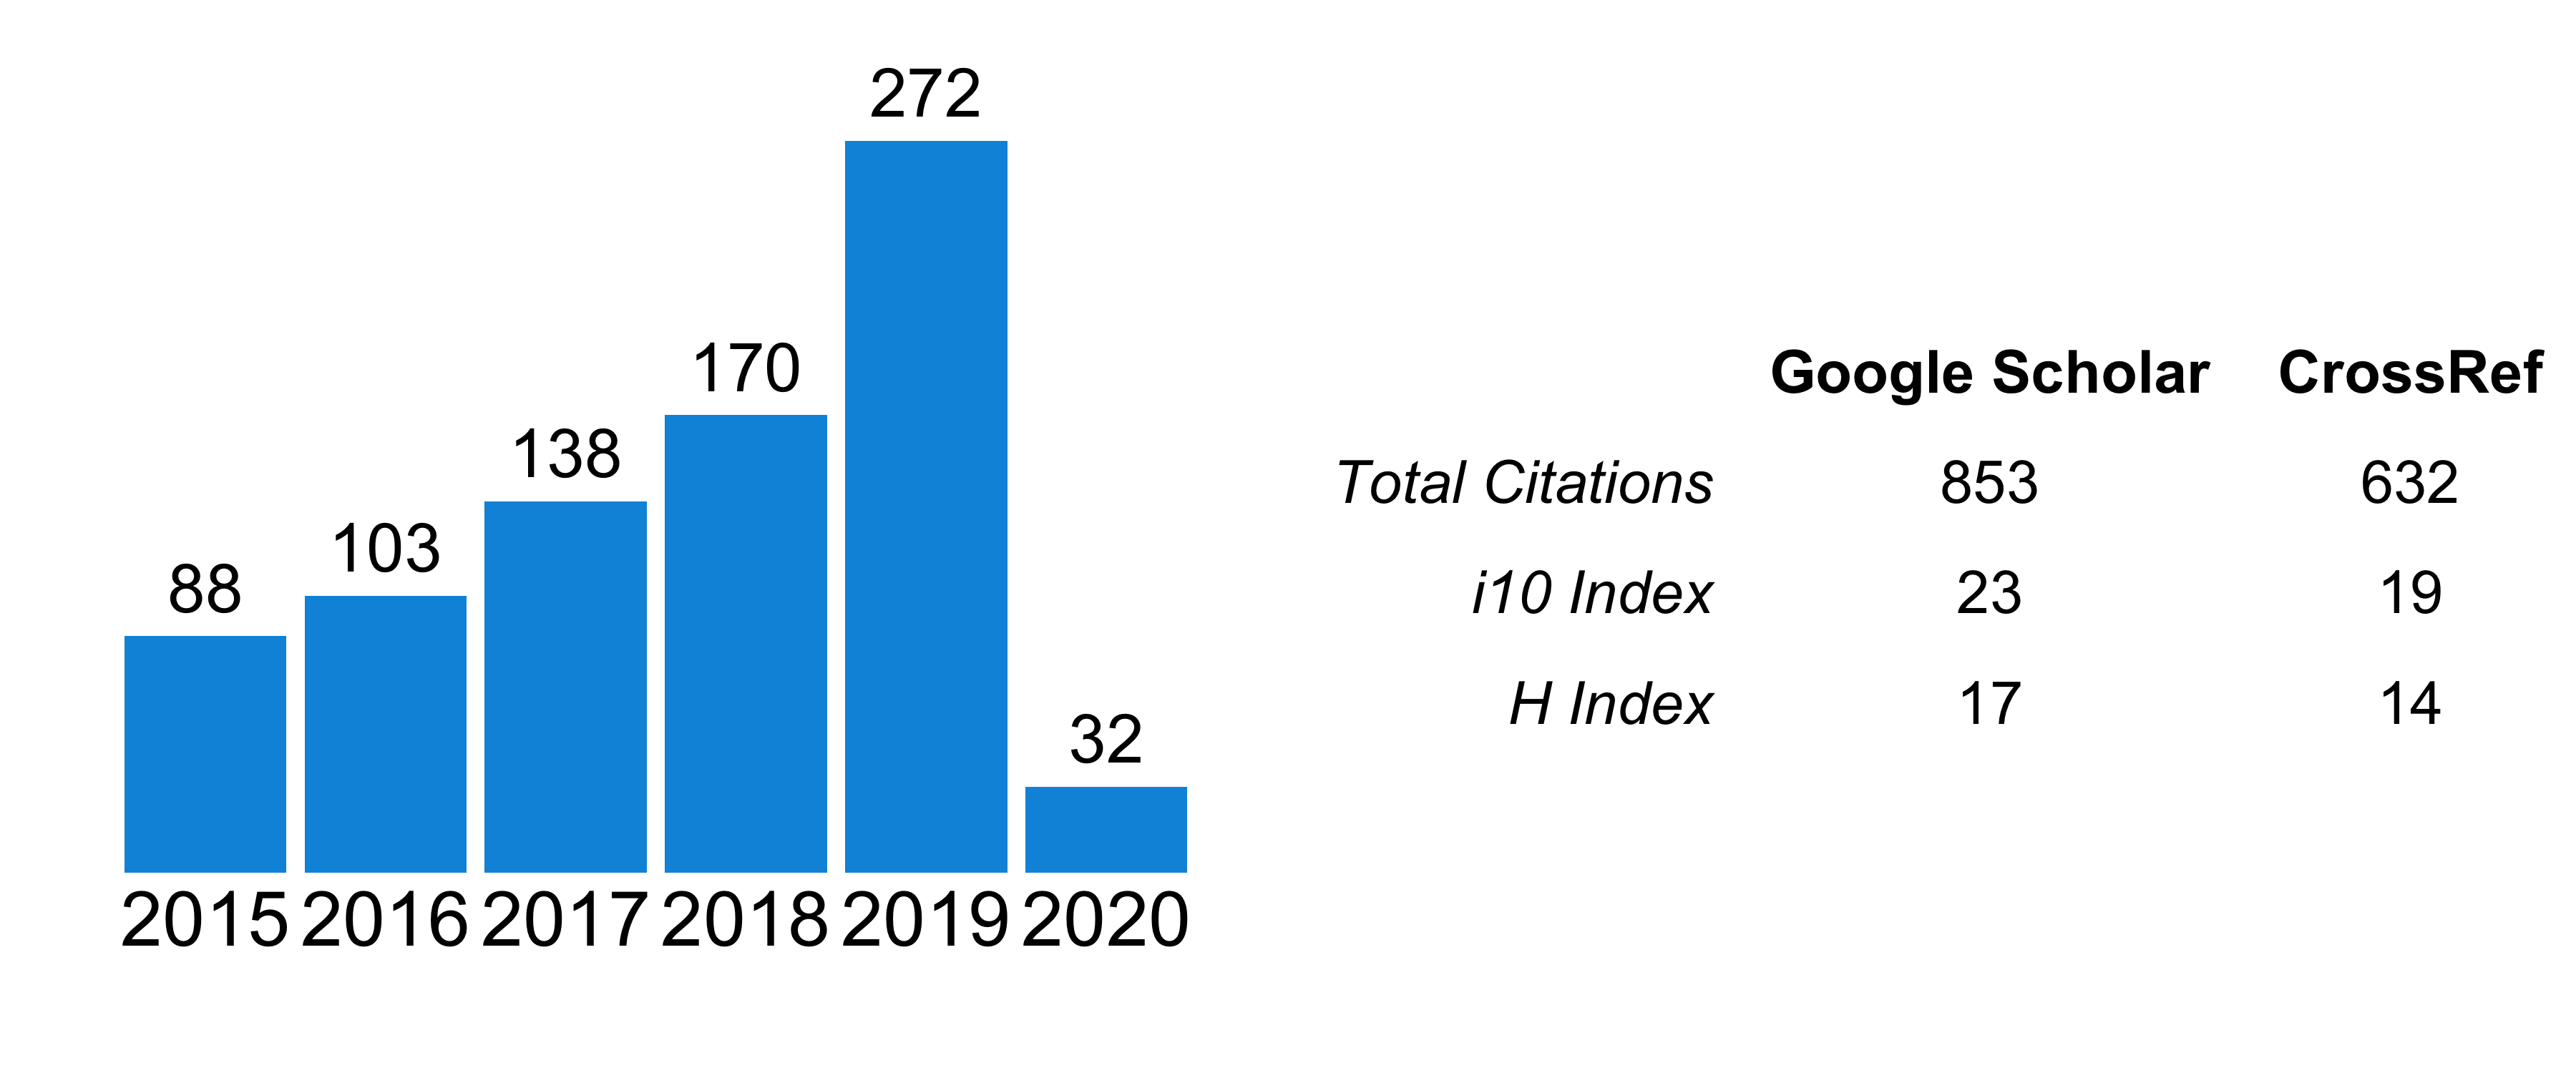 272
170
138
103
88
32
2015 2016 2017 2018 2019 2020
Google Scholar CrossRef
Total Citations 853 632
i10 Index 23 19
H Index 17 14